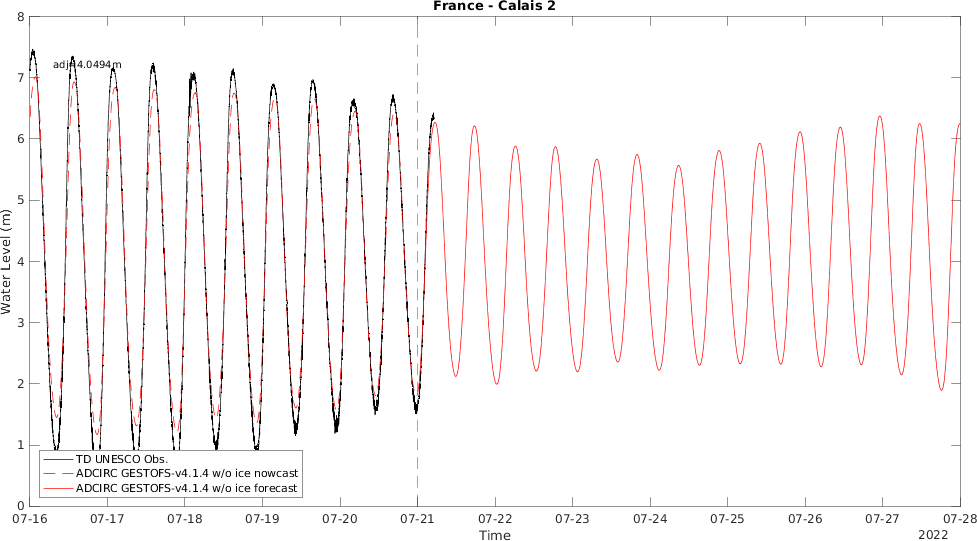 France - Calais 2
8
7
6
5
4
3
2
1
0
Water Level (m)
adj=4.0494m
TD UNESCO Obs.
ADCIRC GESTOFS-v4.1.4 w/o ice nowcast
ADCIRC GESTOFS-v4.1.4 w/o ice forecast
07-16 07-17 07-18 07-19 07-20 07-21 07-22 07-23 07-24 07-25 07-26 07-27 07-28
Time
2022